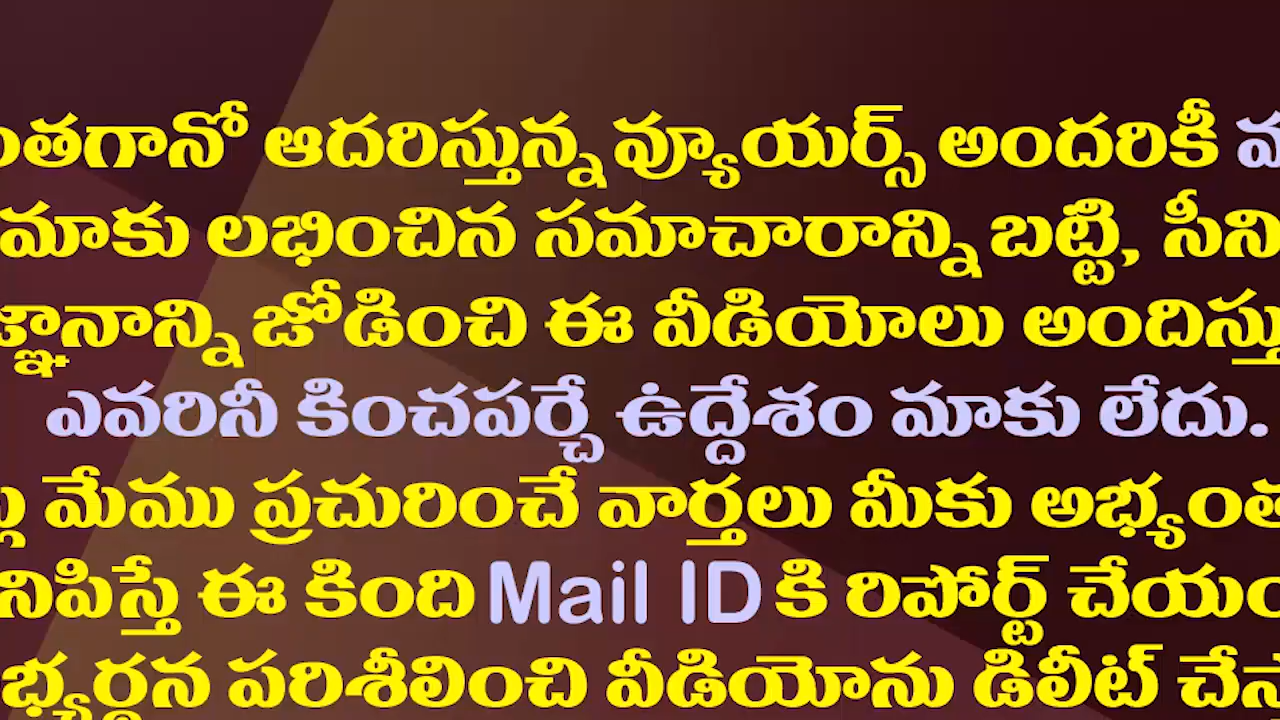 ంతగానో ఆదరిస్తున్న వ్యూయర్స్ అందరికీ
మాకు లభించిన సమాచారాన్ని బట్టి, సీని
జ్ఞానాన్ని జోడించి ఈ వీడియోలు అందిస్తు
ఎవరినీ కించపర్చే ఉద్దేశం మాకు లేదు.
మేము ప్రచురించే వార్తలు మీకు అభ్యంత
నిపిస్తే ఈ కింది Mail ID కి రిపోర్ట్ చేయం
భ్యర్థన పరిశీలించి వీడియోను డిలీట్ చేస